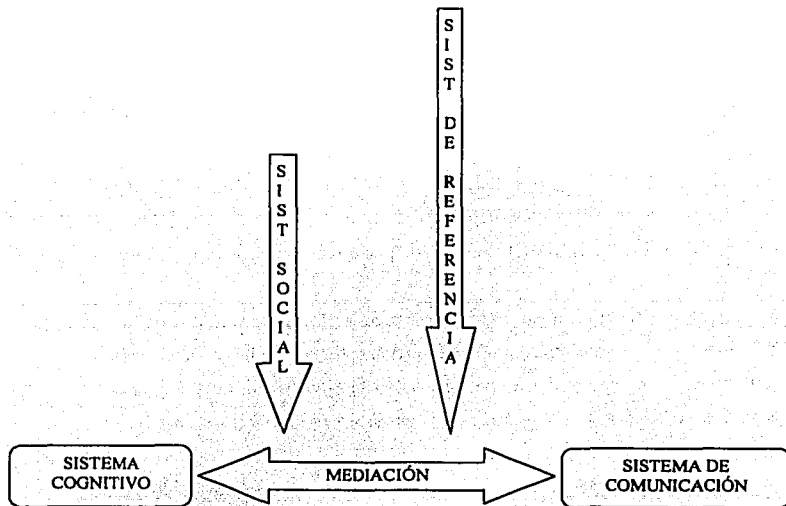 SIST SOCIAL
SIST DE REFERENCIA
SISTEMA
COGNITIVO
MEDIACIÓN
SISTEMA DE
COMUNICACIÓN